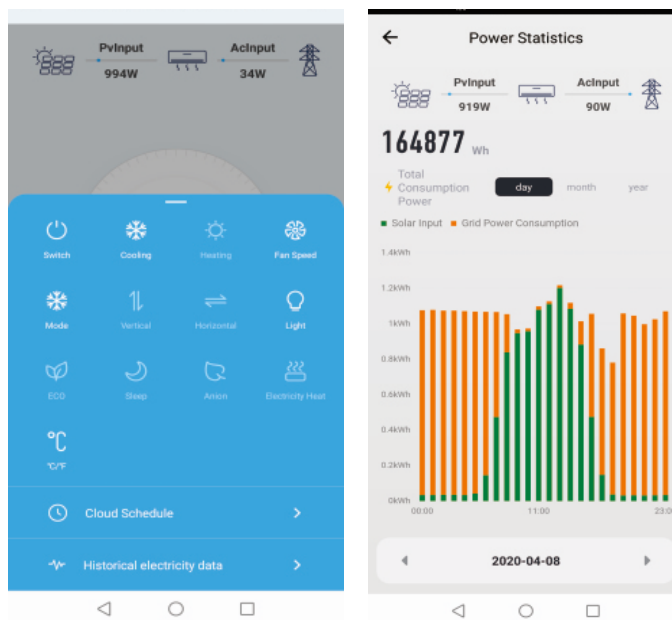 PvInput
AcInput
994W
34W
Switch
Cooling
Heating
Fan Speed
Mode
Vertical
Horizontal
Light
ECO
Sleep
Anion
Electricity Heat
°C
°C/°F
Cloud Schedule
Historical electricity data
Power Statistics
PvInput
AcInput
919W
90W
164877 Wh
Total
Consumption
Power
day
month
year
Solar Input
Grid Power Consumption
1.4kWh
1.2kWh
1kWh
0.8kWh
0.6kWh
0.4kWh
0.2kWh
0kWh
00:00
11:00
23:0
2020-04-08